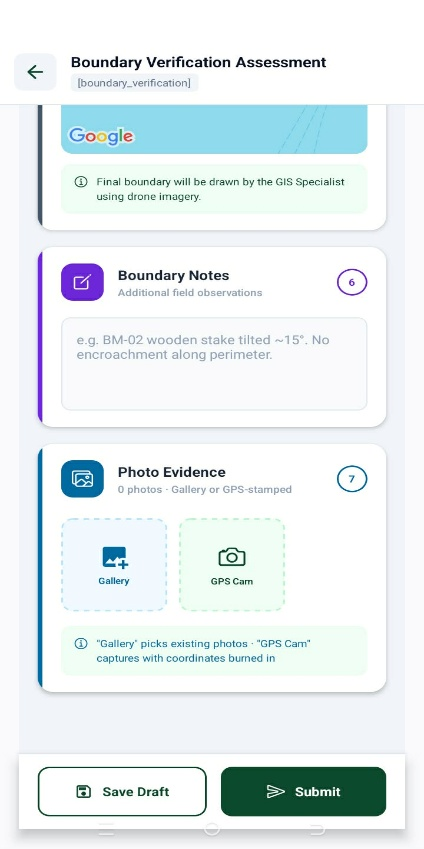 Boundary Verification Assessment
[boundary_verification]
Google
Final boundary will be drawn by the GIS Specialist
using drone imagery.
Boundary Notes
Additional field observations
6
e.g. BM-02 wooden stake tilted ~15°. No
encroachment along perimeter.
Photo Evidence
0 photos · Gallery or GPS-stamped
7
Gallery
GPS Cam
"Gallery" picks existing photos · "GPS Cam"
captures with coordinates burned in
Save Draft
Submit